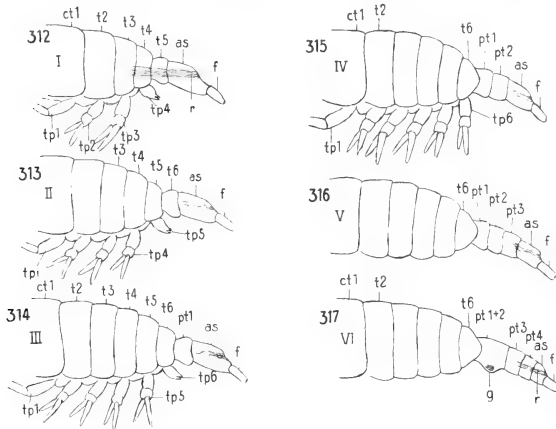 312
I
ct1 t2 t3 t4 t5 as f
tp1 tp2 tp3 tp4 r
313
II
t3 t4 t5 t6 as f
tp4 tp5
314
III
ct1 t2 t3 t4 t5 t6 pt1 as f
tp1 tp5 tp6
315
IV
ct1 t2 t6 pt1 pt2 as f
tp1 tp6
316
V
t6 pt1 pt2 pt3 as f
317
VI
ct1 t2 t6 pt1+2 pt3 pt4 as f
g r